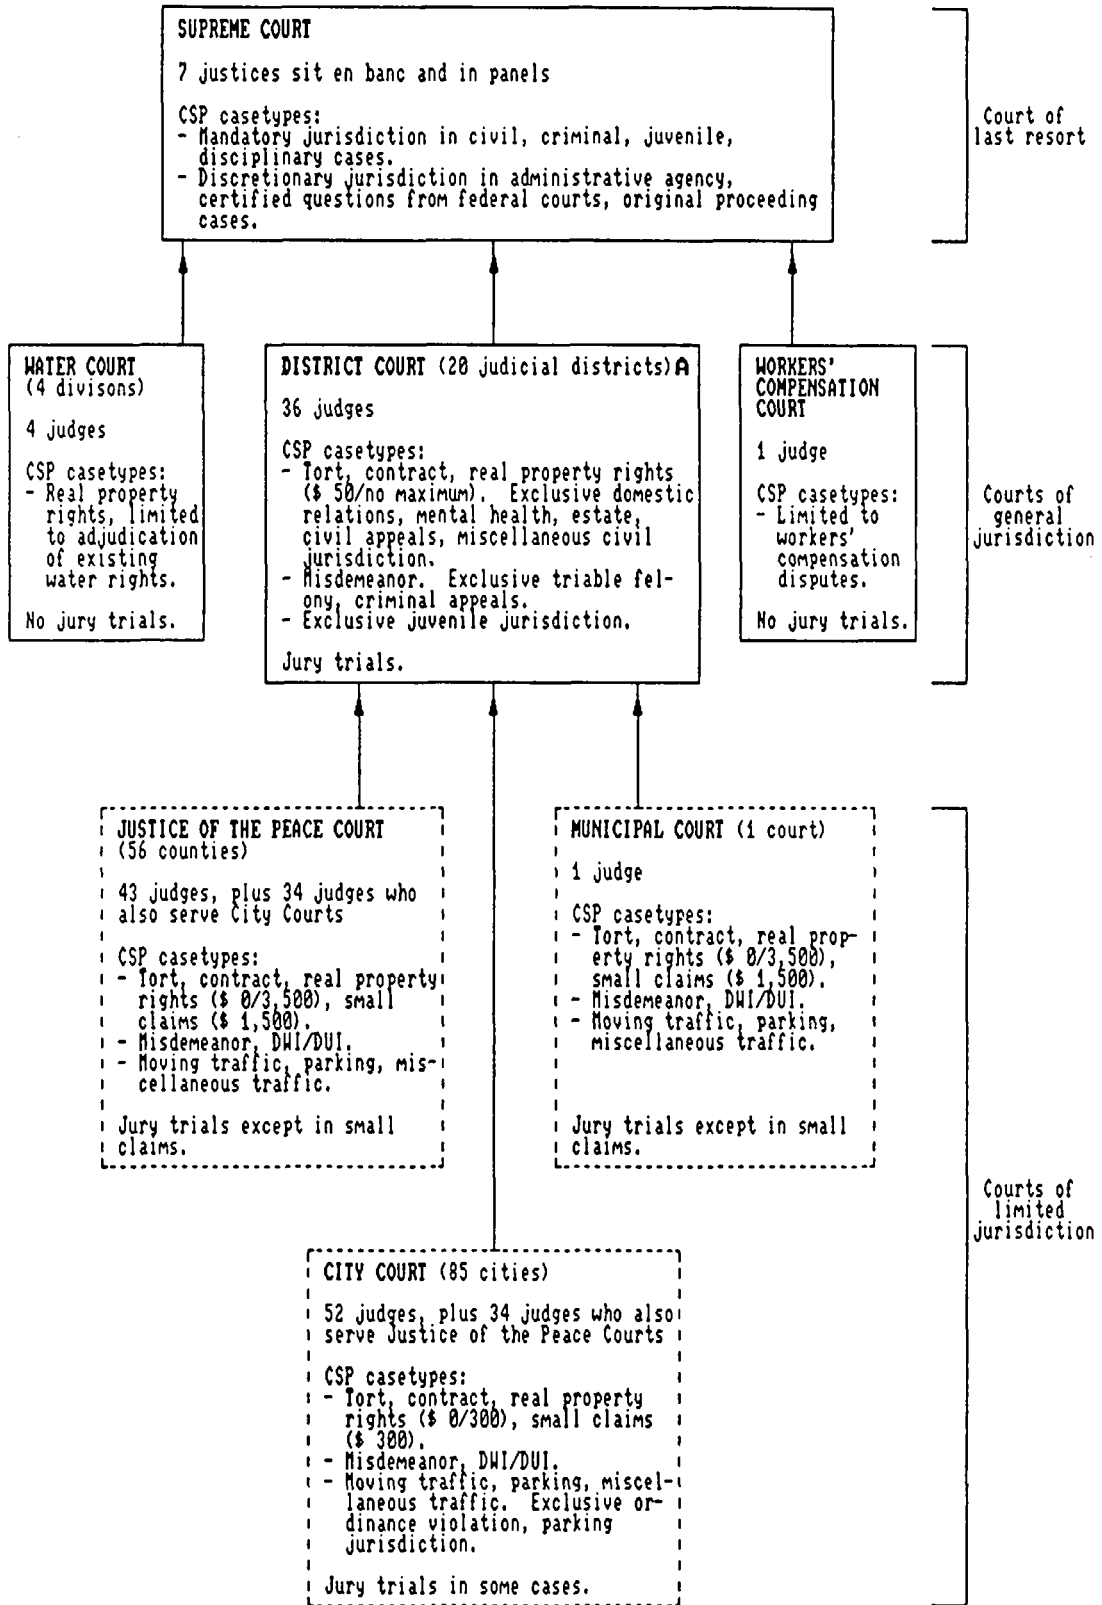 SUPREME COURT
7 justices sit en banc and in panels
CSP casetypes:
- Mandatory jurisdiction in civil, criminal, juvenile,
disciplinary cases.
- Discretionary jurisdiction in administrative agency,
certified questions from federal courts, original proceeding
cases.
Court of
last resort
WATER COURT
(4 divisons)
4 judges
CSP casetypes:
- Real property
rights, limited
to adjudication
of existing
water rights.
No jury trials.
DISTRICT COURT (20 judicial districts) A
36 judges
CSP casetypes:
- Tort, contract, real property rights
($ 50/no maximum). Exclusive domestic
relations, mental health, estate,
civil appeals, miscellaneous civil
jurisdiction.
- Misdemeanor. Exclusive triable fel-
ony, criminal appeals.
- Exclusive juvenile jurisdiction.
Jury trials.
WORKERS'
COMPENSATION
COURT
1 judge
CSP casetypes:
- Limited to
workers'
compensation
disputes.
No jury trials.
Courts of
general
jurisdiction
JUSTICE OF THE PEACE COURT
(56 counties)
43 judges, plus 34 judges who
also serve City Courts
CSP casetypes:
- Tort, contract, real property
rights ($ 0/3,500), small
claims ($ 1,500).
- Misdemeanor, DWI/DUI.
- Moving traffic, parking, mis-
cellaneous traffic.
Jury trials except in small
claims.
MUNICIPAL COURT (1 court)
1 judge
CSP casetypes:
- Tort, contract, real prop-
erty rights ($ 0/3,500),
small claims ($ 1,500).
- Misdemeanor, DWI/DUI.
- Moving traffic, parking,
miscellaneous traffic.
Jury trials except in small
claims.
Courts of
limited
jurisdiction
CITY COURT (85 cities)
52 judges, plus 34 judges who also
serve Justice of the Peace Courts
CSP casetypes:
- Tort, contract, real property
rights ($ 0/300), small claims
($ 300).
- Misdemeanor, DWI/DUI.
- Moving traffic, parking, miscel-
laneous traffic. Exclusive or-
dinance violation, parking
jurisdiction.
Jury trials in some cases.